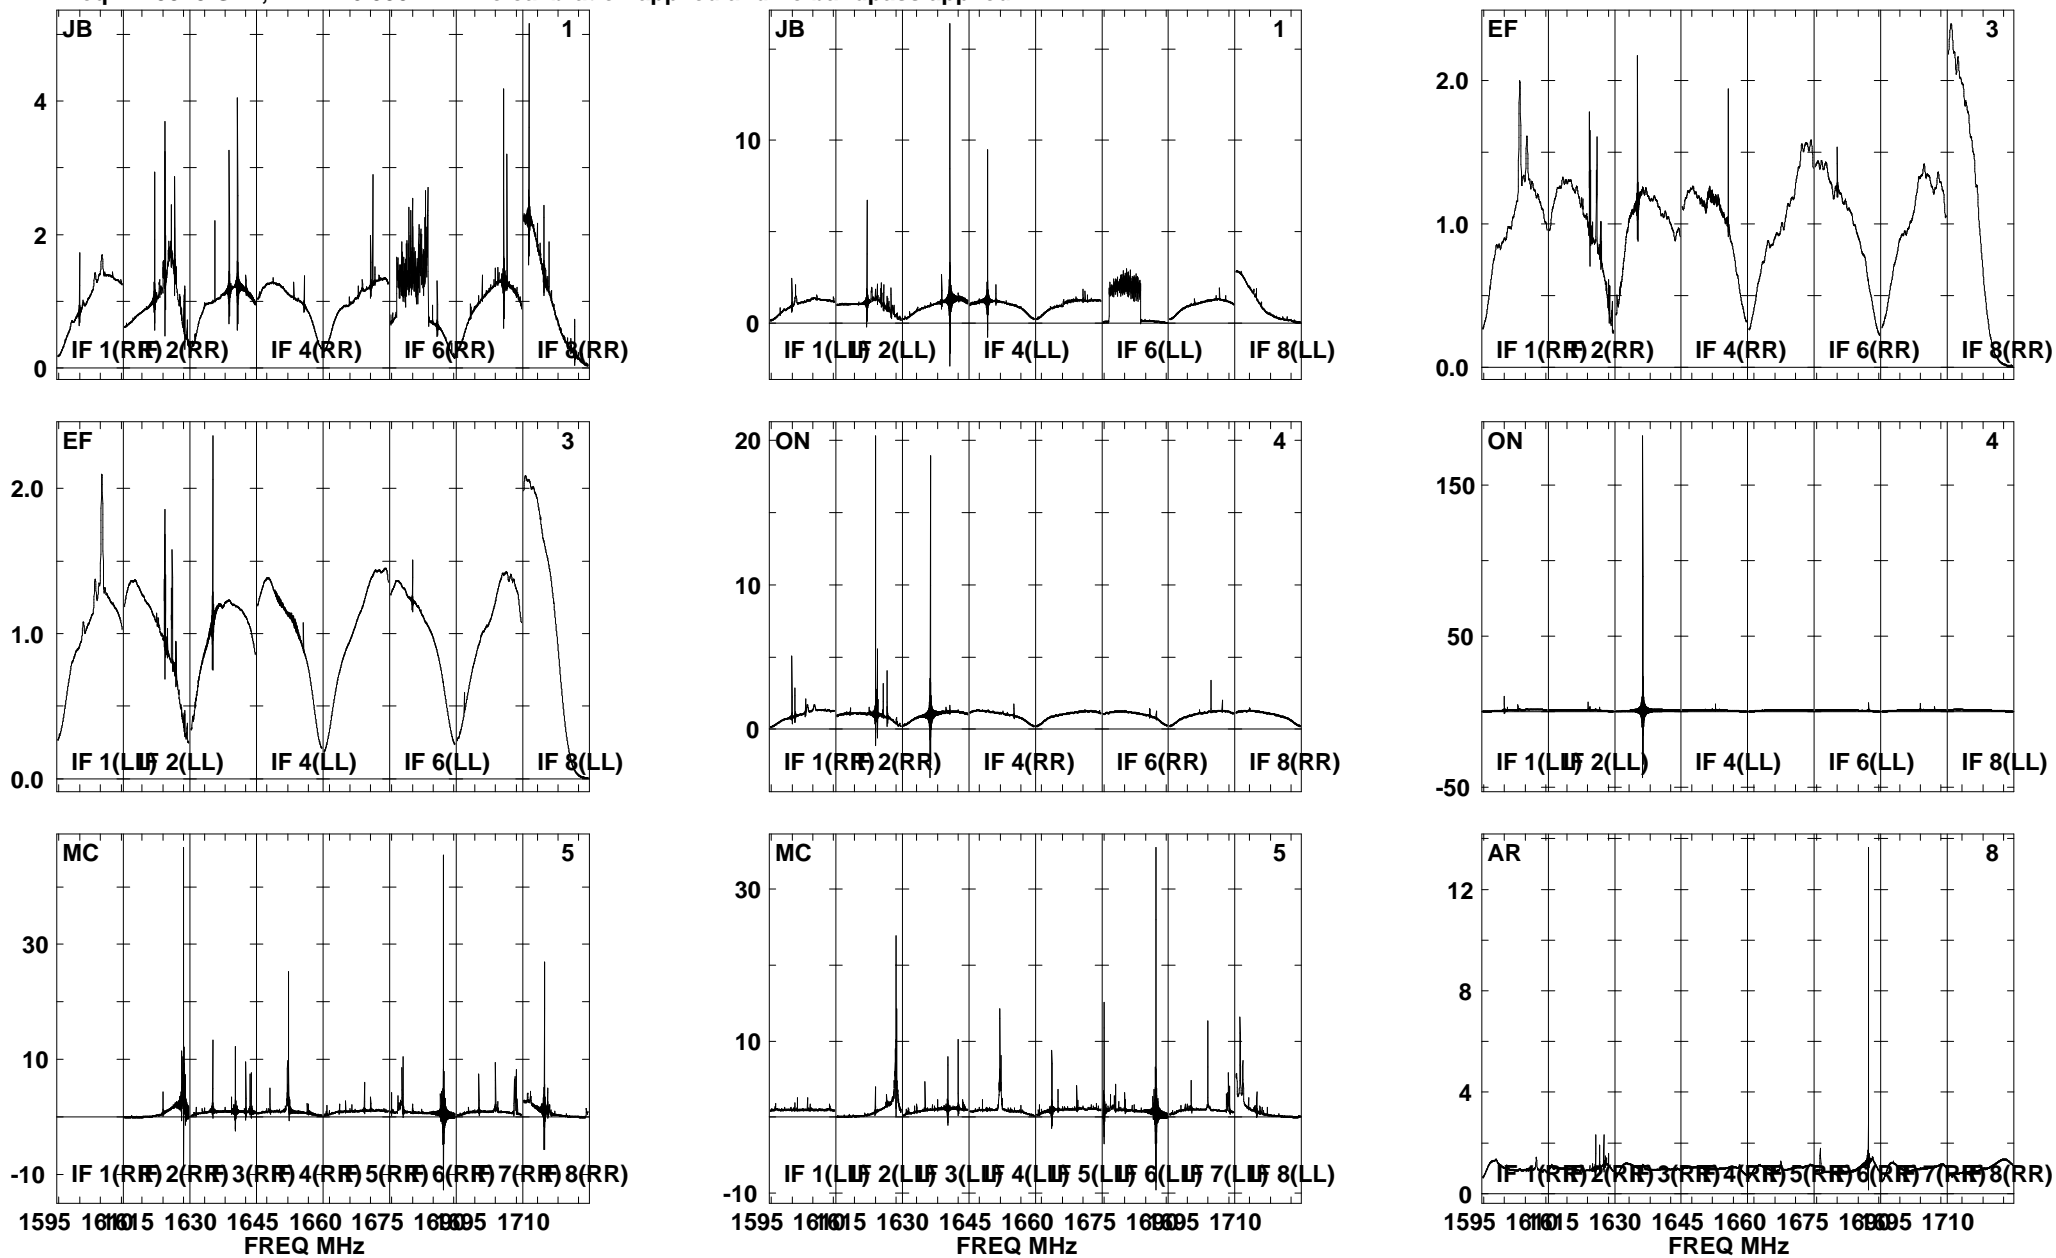 JB 1
JB 1
EF 3
4
2
0
10
0
2.0
1.0
0.0
IF 1(RR) IF 2(RR) IF 4(RR) IF 6(RR) IF 8(RR)
IF 1(LL) IF 2(LL) IF 4(LL) IF 6(LL) IF 8(LL)
IF 1(RR) IF 2(RR) IF 4(RR) IF 6(RR) IF 8(RR)
EF 3
ON 4
ON 4
2.0
1.0
0.0
20
10
0
150
50
-50
IF 1(LL) IF 2(LL) IF 4(LL) IF 6(LL) IF 8(LL)
IF 1(RR) IF 2(RR) IF 4(RR) IF 6(RR) IF 8(RR)
IF 1(LL) IF 2(LL) IF 4(LL) IF 6(LL) IF 8(LL)
MC 5
MC 5
AR 8
30
10
-10
30
10
-10
12
8
4
0
IF 1(RR) IF 2(RR) IF 3(RR) IF 4(RR) IF 5(RR) IF 6(RR) IF 7(RR) IF 8(RR)
IF 1(LL) IF 2(LL) IF 3(LL) IF 4(LL) IF 5(LL) IF 6(LL) IF 7(LL) IF 8(LL)
IF 1(RR) IF 2(RR) IF 3(RR) IF 4(RR) IF 5(RR) IF 6(RR) IF 7(RR) IF 8(RR)
1595 1610 1615 1630 1645 1660 1675 1690 1695 1710
1595 1610 1615 1630 1645 1660 1675 1690 1695 1710
1595 1610 1615 1630 1645 1660 1675 1690 1695 1710
FREQ MHz
FREQ MHz
FREQ MHz